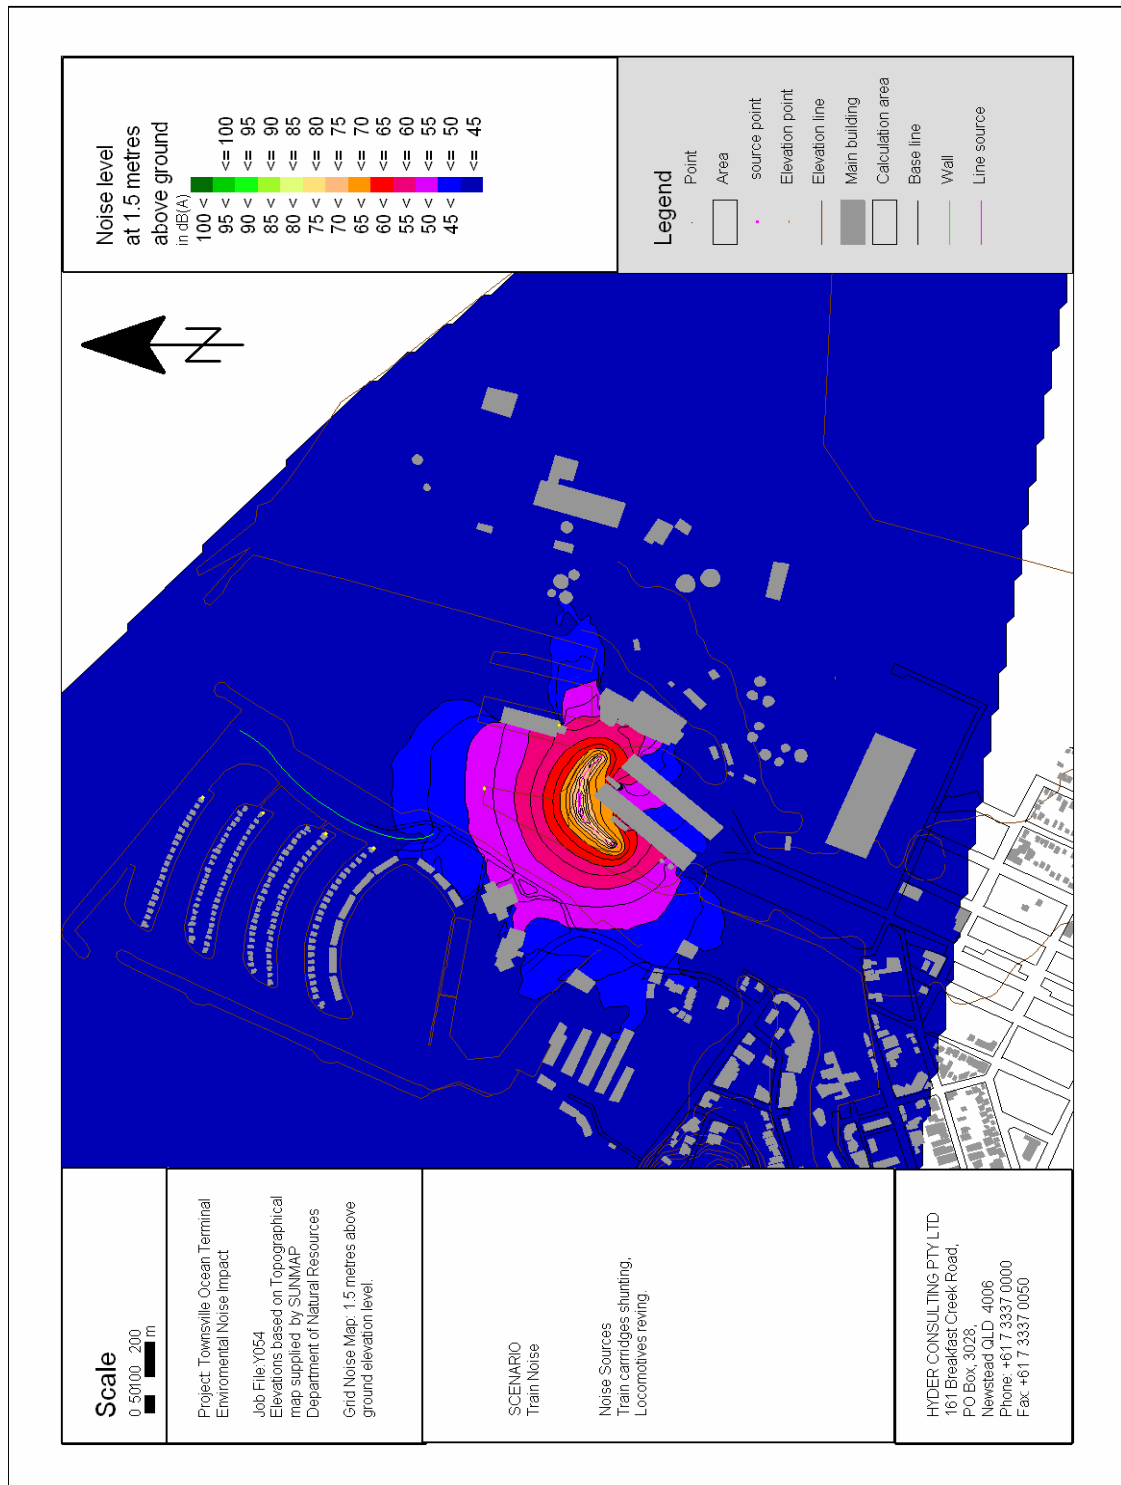 Noise level
at 1.5 metres
above ground
in dB(A)
100 <
95 < <= 100
90 < <= 95
85 < <= 90
80 < <= 85
75 < <= 80
70 < <= 75
65 < <= 70
60 < <= 65
55 < <= 60
50 < <= 55
45 < <= 50
<= 45
Legend
Point
Area
source point
Elevation point
Elevation line
Main building
Calculation area
Base line
Wall
Line source
N
Scale
0 50100 200
m
Project: Townsville Ocean Terminal
Enviromental Noise Impact
Job File:Y054
Elevations based on Topographical
map supplied by SUNMAP
Department of Natural Resources
Grid Noise Map: 1.5 metres above
ground elevation level.
SCENARIO
Train Noise
Noise Sources
Train carrridges shunting,
Locomotives reving.
HYDER CONSULTING PTY LTD
161 Breakfast Creek Road,
PO Box, 3028,
Newstead QLD 4006
Phone: +61 7 3337 0000
Fax: +61 7 3337 0050